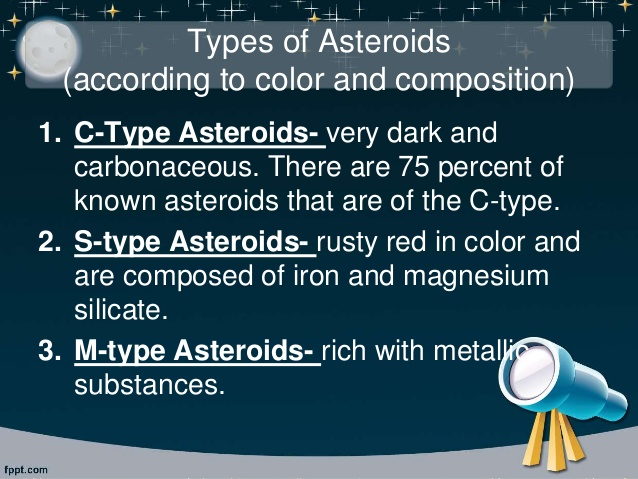 Types of Asteroids
(according to color and composition)
1. C-Type Asteroids- very dark and
carbonaceous. There are 75 percent of
known asteroids that are of the C-type.
2. S-type Asteroids- rusty red in color and
are composed of iron and magnesium
silicate.
3. M-type Asteroids- rich with metallic
substances.
fppt.com